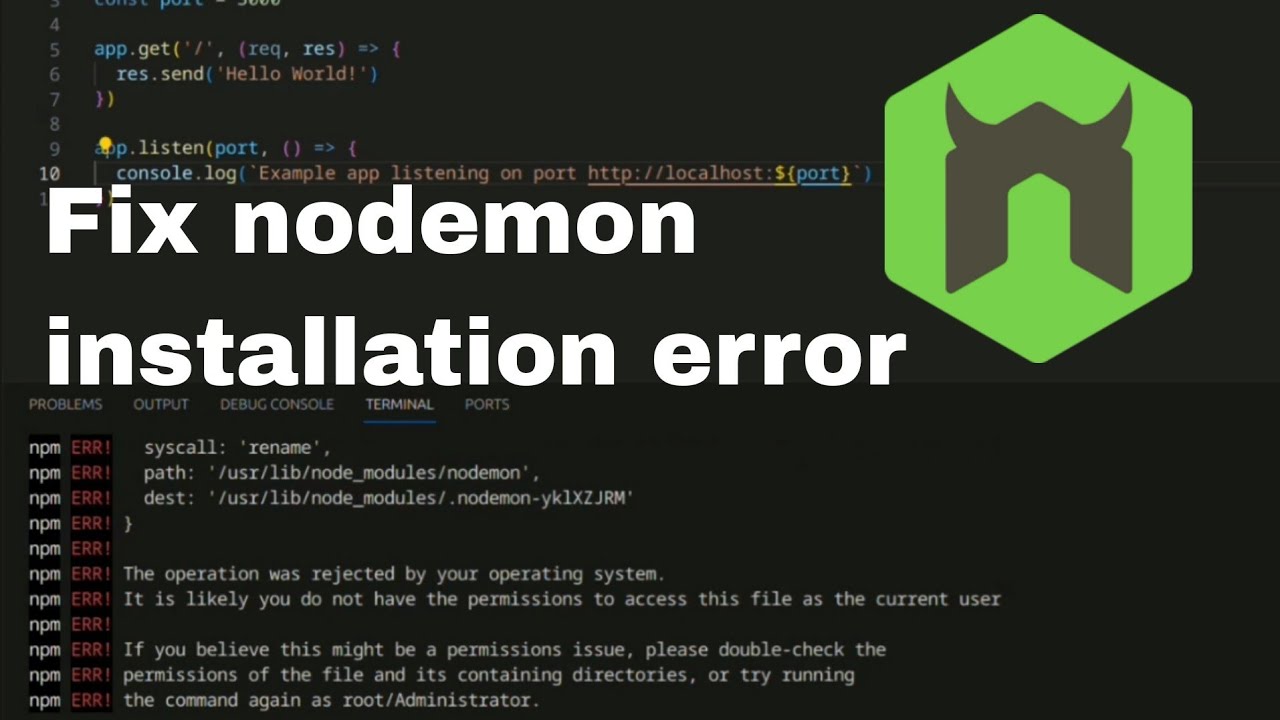 const port = 3000
4
5 app.get('/', (req, res) => {
6 res.send('Hello World!')
7 })
8
9 app.listen(port, () => {
10 console.log(`Example app listening on port http://localhost:${port}`)
})
Fix nodemon
installation error
PROBLEMS OUTPUT DEBUG CONSOLE TERMINAL PORTS
npm ERR! syscall: 'rename',
npm ERR! path: '/usr/lib/node_modules/nodemon',
npm ERR! dest: '/usr/lib/node_modules/.nodemon-yklXZJRM'
npm ERR! }
npm ERR!
npm ERR! The operation was rejected by your operating system.
npm ERR! It is likely you do not have the permissions to access this file as the current user
npm ERR!
npm ERR! If you believe this might be a permissions issue, please double-check the
npm ERR! permissions of the file and its containing directories, or try running
npm ERR! the command again as root/Administrator.